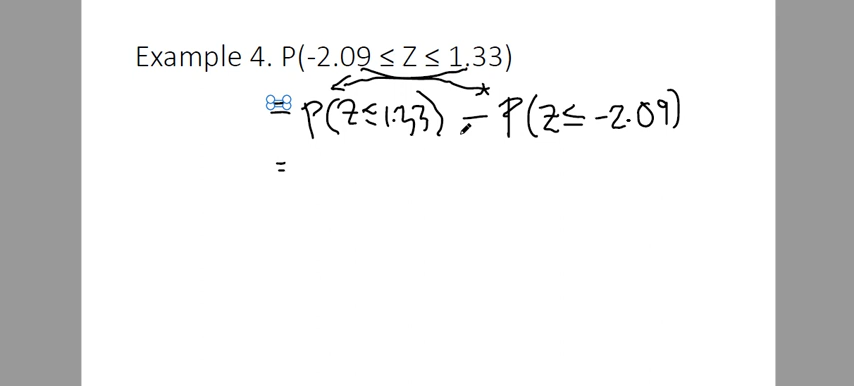 Example 4. P(-2.09 ≤ Z ≤ 1.33)
= P(Z ≤ 1.33) - P(Z ≤ -2.09)
=